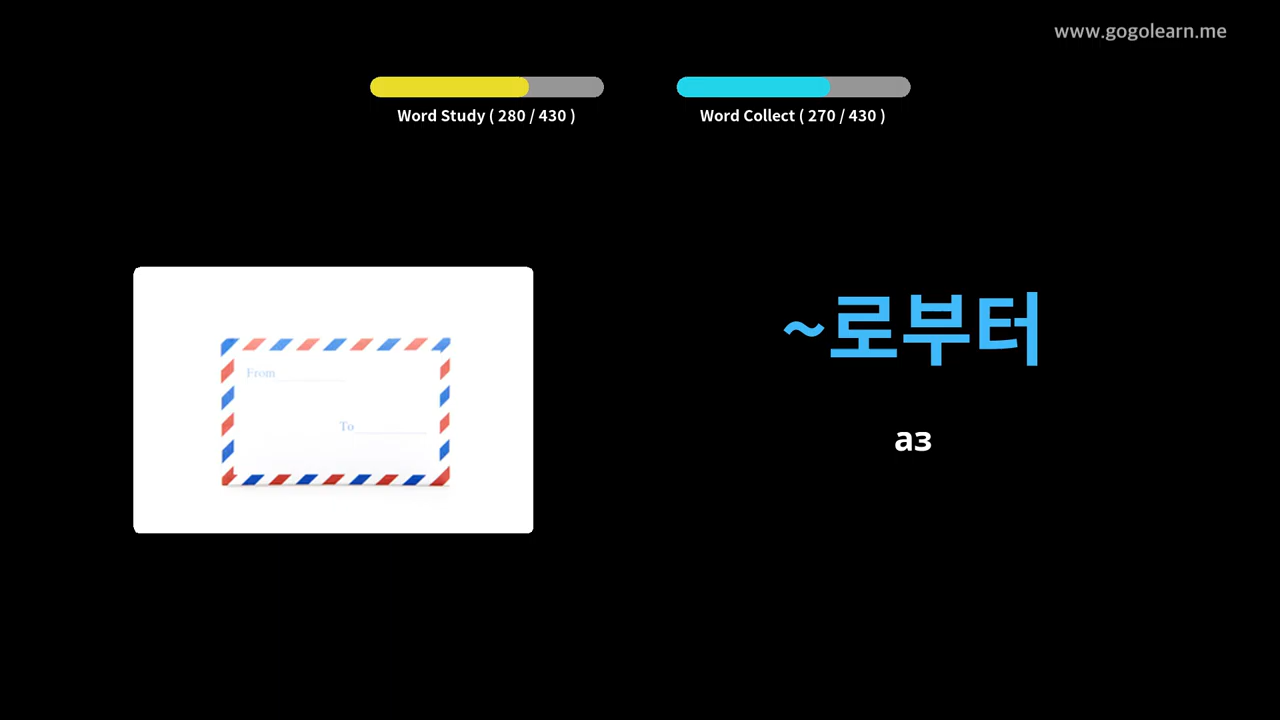 www.gogolearn.me
Word Study ( 280 / 430 )
Word Collect ( 270 / 430 )
From
To
~로부터
аз